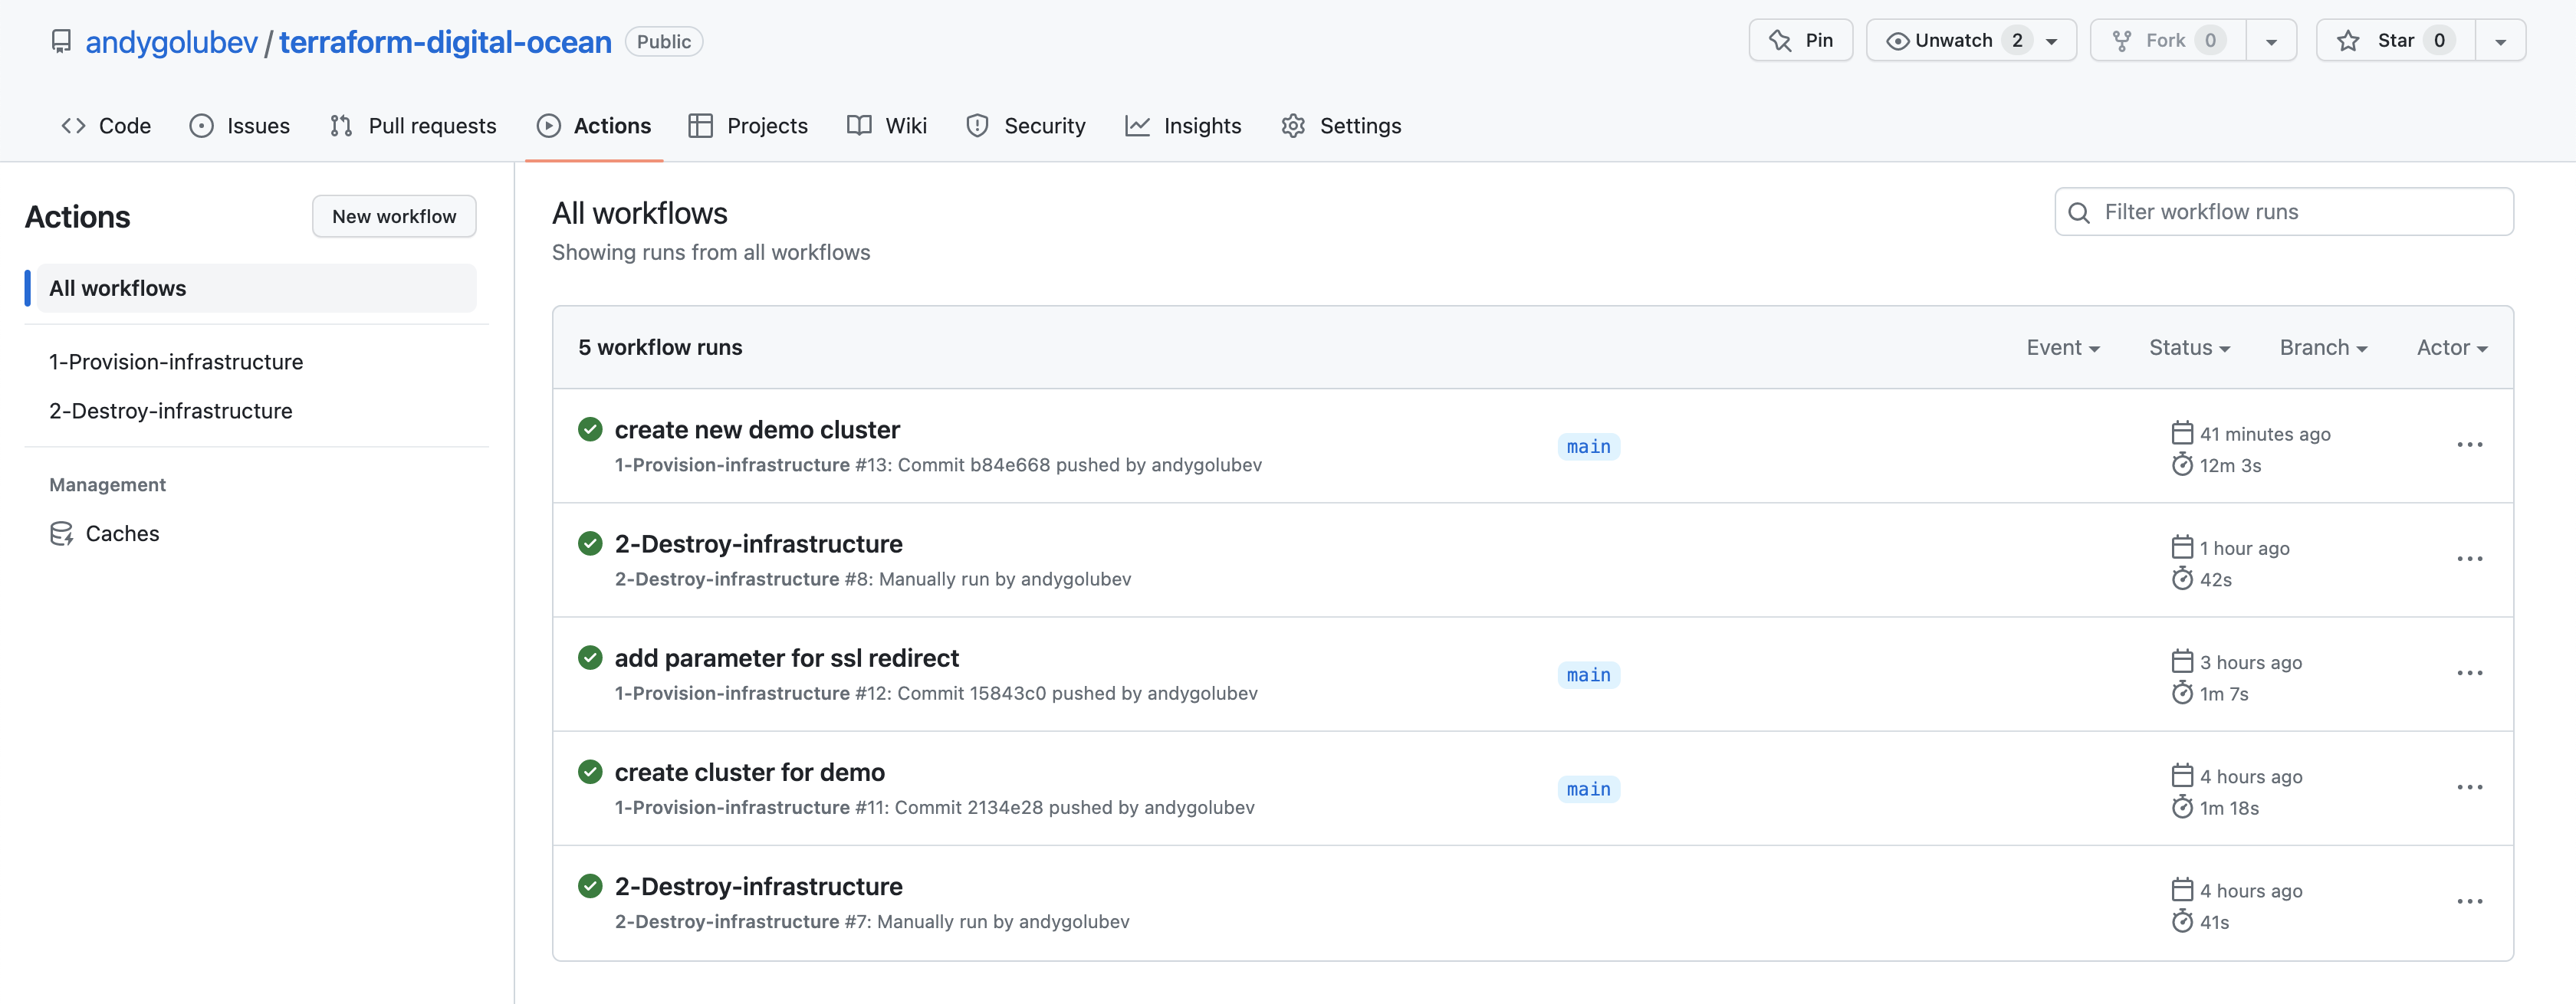 andygolubev / terraform-digital-ocean Public
Pin Unwatch 2 Fork 0 Star 0
Code Issues Pull requests Actions Projects Wiki Security Insights Settings
Actions
New workflow
All workflows
1-Provision-infrastructure
2-Destroy-infrastructure
Management
Caches
All workflows
Showing runs from all workflows
Filter workflow runs
5 workflow runs
Event Status Branch Actor
create new demo cluster
1-Provision-infrastructure #13: Commit b84e668 pushed by andygolubev
main
41 minutes ago
12m 3s
2-Destroy-infrastructure
2-Destroy-infrastructure #8: Manually run by andygolubev
1 hour ago
42s
add parameter for ssl redirect
1-Provision-infrastructure #12: Commit 15843c0 pushed by andygolubev
main
3 hours ago
1m 7s
create cluster for demo
1-Provision-infrastructure #11: Commit 2134e28 pushed by andygolubev
main
4 hours ago
1m 18s
2-Destroy-infrastructure
2-Destroy-infrastructure #7: Manually run by andygolubev
4 hours ago
41s